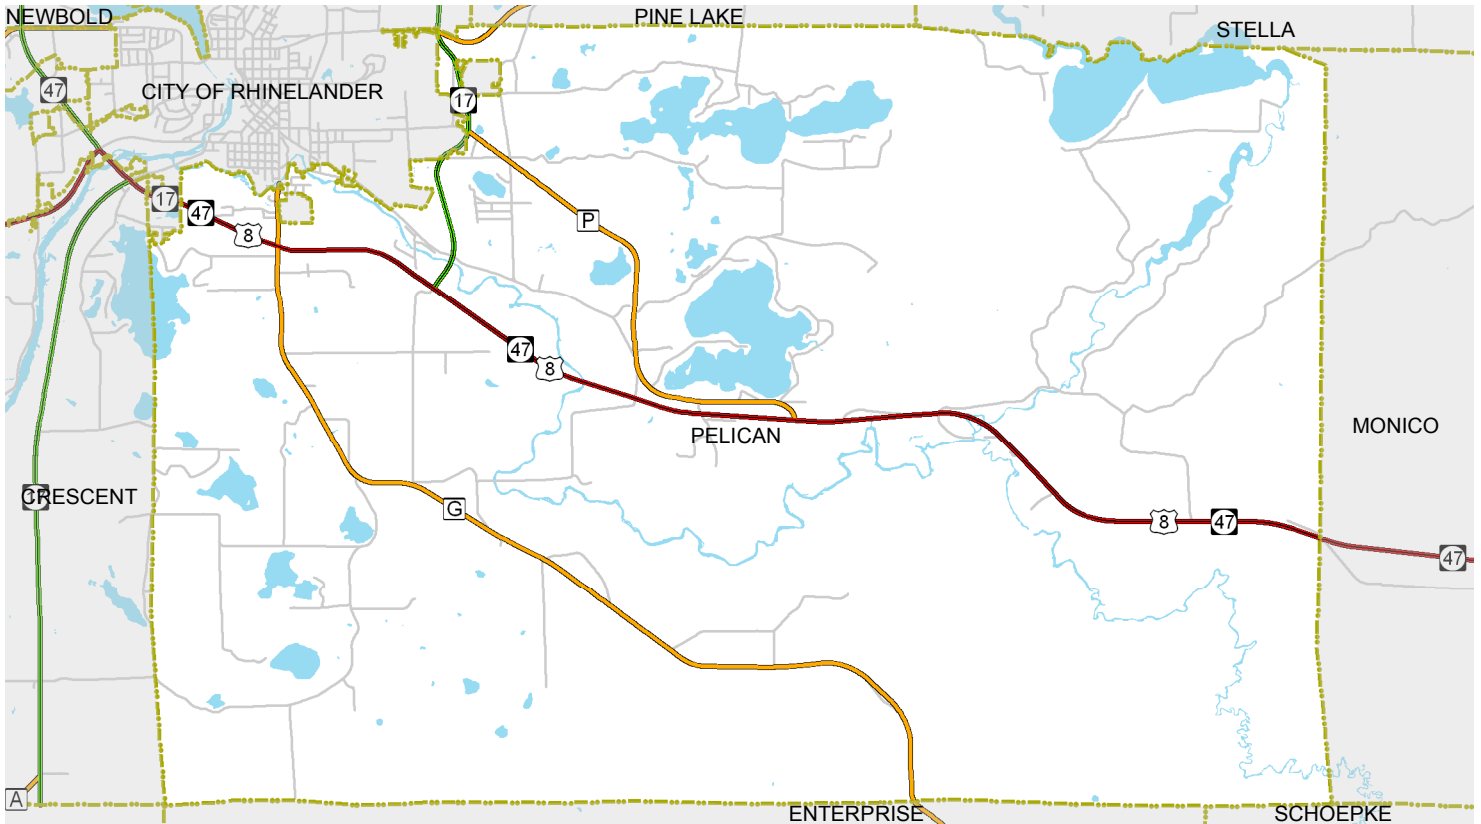 NEWBOLD
PINE LAKE
STELLA
47
CITY OF RHINELANDER
17
17
47
8
P
47
8
PELICAN
MONICO
CRESCENT
G
8
47
47
A
ENTERPRISE
SCHOEPKE